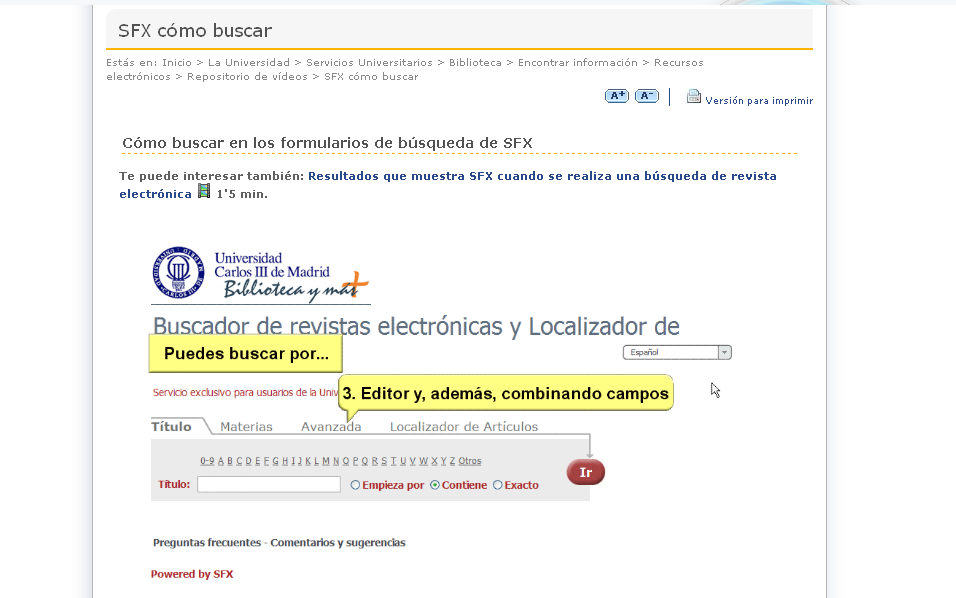 SFX cómo buscar
Estás en: Inicio > La Universidad > Servicios Universitarios > Biblioteca > Encontrar información > Recursos
electrónicos > Repositorio de vídeos > SFX cómo buscar
A+ A- Versión para imprimir
Cómo buscar en los formularios de búsqueda de SFX
Te puede interesar también: Resultados que muestra SFX cuando se realiza una búsqueda de revista
electrónica 1'5 min.
Universidad
Carlos III de Madrid
Biblioteca y más
Buscador de revistas electrónicas y Localizador de
Puedes buscar por...
Español
Servicio exclusivo para usuarios de la
3. Editor y, además, combinando campos
Título Materias Avanzada Localizador de Artículos
0-9 A B C D E F G H I J K L M N O P Q R S T U V W X Y Z Otros
Título: Empieza por Contiene Exacto
Ir
Preguntas frecuentes - Comentarios y sugerencias
Powered by SFX